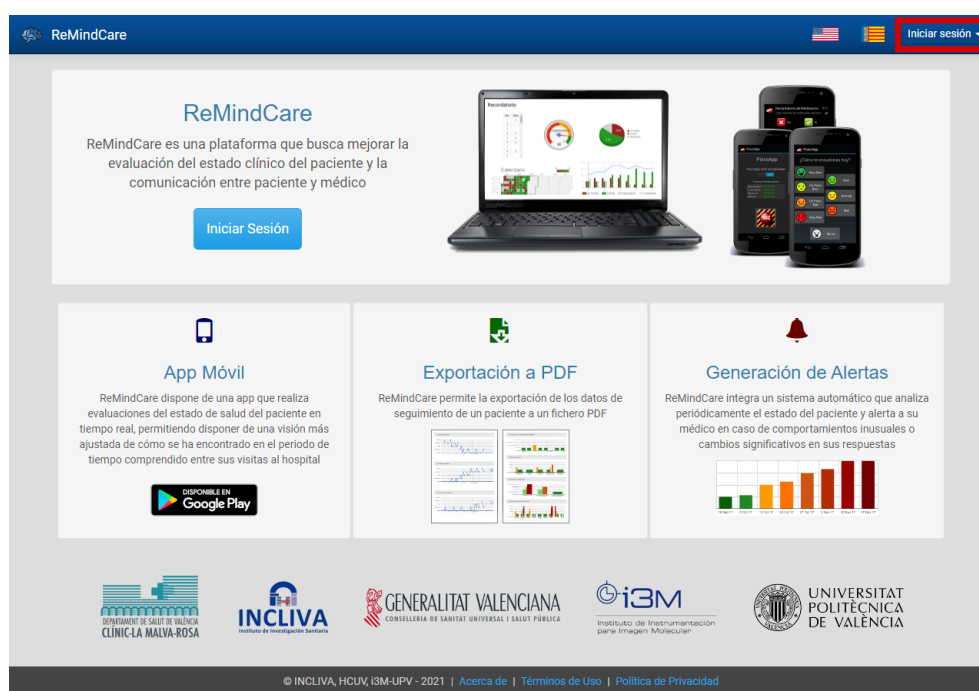 ReMindCare
Iniciar sesión
ReMindCare
ReMindCare es una plataforma que busca mejorar la
evaluación del estado clínico del paciente y la
comunicación entre paciente y médico
Iniciar Sesión
Recordatorio
Calendario
PsicoApp
PsicoApp
¿Cómo se encuentra hoy?
App Móvil
ReMindCare dispone de una app que realiza
evaluaciones del estado de salud del paciente en
tiempo real, permitiendo disponer de una visión más
ajustada de cómo se ha encontrado en el periodo de
tiempo comprendido entre sus visitas al hospital
DISPONIBLE EN
Google Play
Exportación a PDF
ReMindCare permite la exportación de los datos de
seguimiento de un paciente a un fichero PDF
Generación de Alertas
ReMindCare integra un sistema automático que analiza
periódicamente el estado del paciente y alerta a su
médico en caso de comportamientos inusuales o
cambios significativos en sus respuestas
DEPARTAMENT DE SALUT DE VALÈNCIA
CLÍNIC-LA MALVA-ROSA
INCLIVA
Instituto de Investigación Sanitaria
GENERALITAT VALENCIANA
CONSELLERIA DE SANITAT UNIVERSAL I SALUT PÚBLICA
i3M
Instituto de Instrumentación
para Imagen Molecular
UNIVERSITAT
POLITÈCNICA
DE VALÈNCIA
© INCLIVA, HCUV, i3M-UPV - 2021 | Acerca de | Términos de Uso | Política de Privacidad